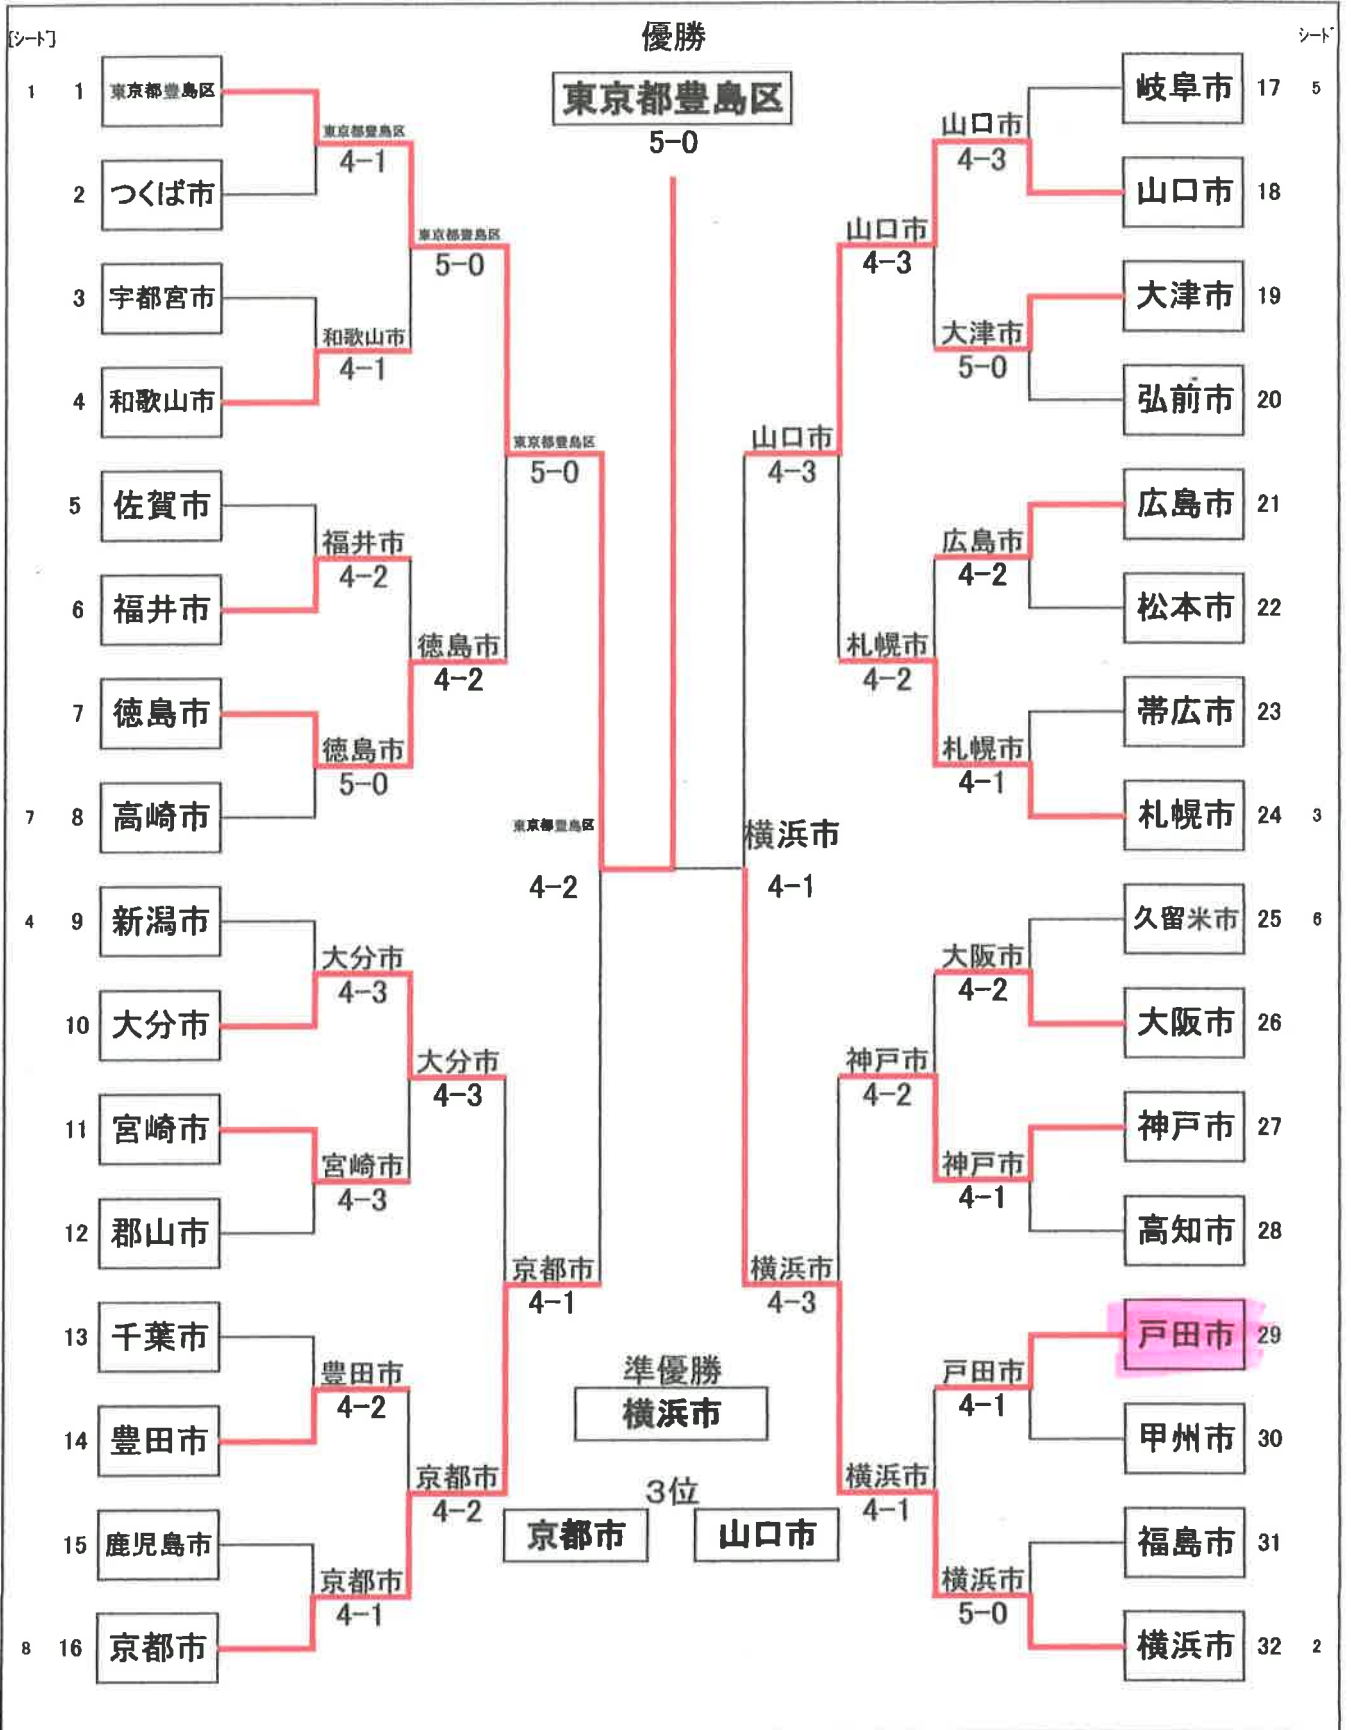 [シード]
優勝
シード
1 1 東京都豊島区
東京都豊島区
5-0
岐阜市 17 5
東京都豊島区
4-1
山口市
4-3
2 つくば市
山口市 18
東京都豊島区
5-0
山口市
4-3
3 宇都宮市
大津市 19
和歌山市
4-1
大津市
5-0
4 和歌山市
弘前市 20
東京都豊島区
5-0
山口市
4-3
5 佐賀市
広島市 21
福井市
4-2
広島市
4-2
6 福井市
松本市 22
徳島市
4-2
札幌市
4-2
7 徳島市
帯広市 23
徳島市
5-0
札幌市
4-1
7 8 高崎市
札幌市 24 3
東京都豊島区
4-2
横浜市
4-1
4 9 新潟市
久留米市 25 6
大分市
4-3
大阪市
4-2
10 大分市
大阪市 26
大分市
4-3
神戸市
4-2
11 宮崎市
神戸市 27
宮崎市
4-3
神戸市
4-1
12 郡山市
高知市 28
京都市
4-1
横浜市
4-3
13 千葉市
戸田市 29
豊田市
4-2
準優勝
横浜市
戸田市
4-1
14 豊田市
甲州市 30
京都市
4-2
3位
京都市 山口市
横浜市
4-1
15 鹿児島市
福島市 31
京都市
4-1
横浜市
5-0
8 16 京都市
横浜市 32 2